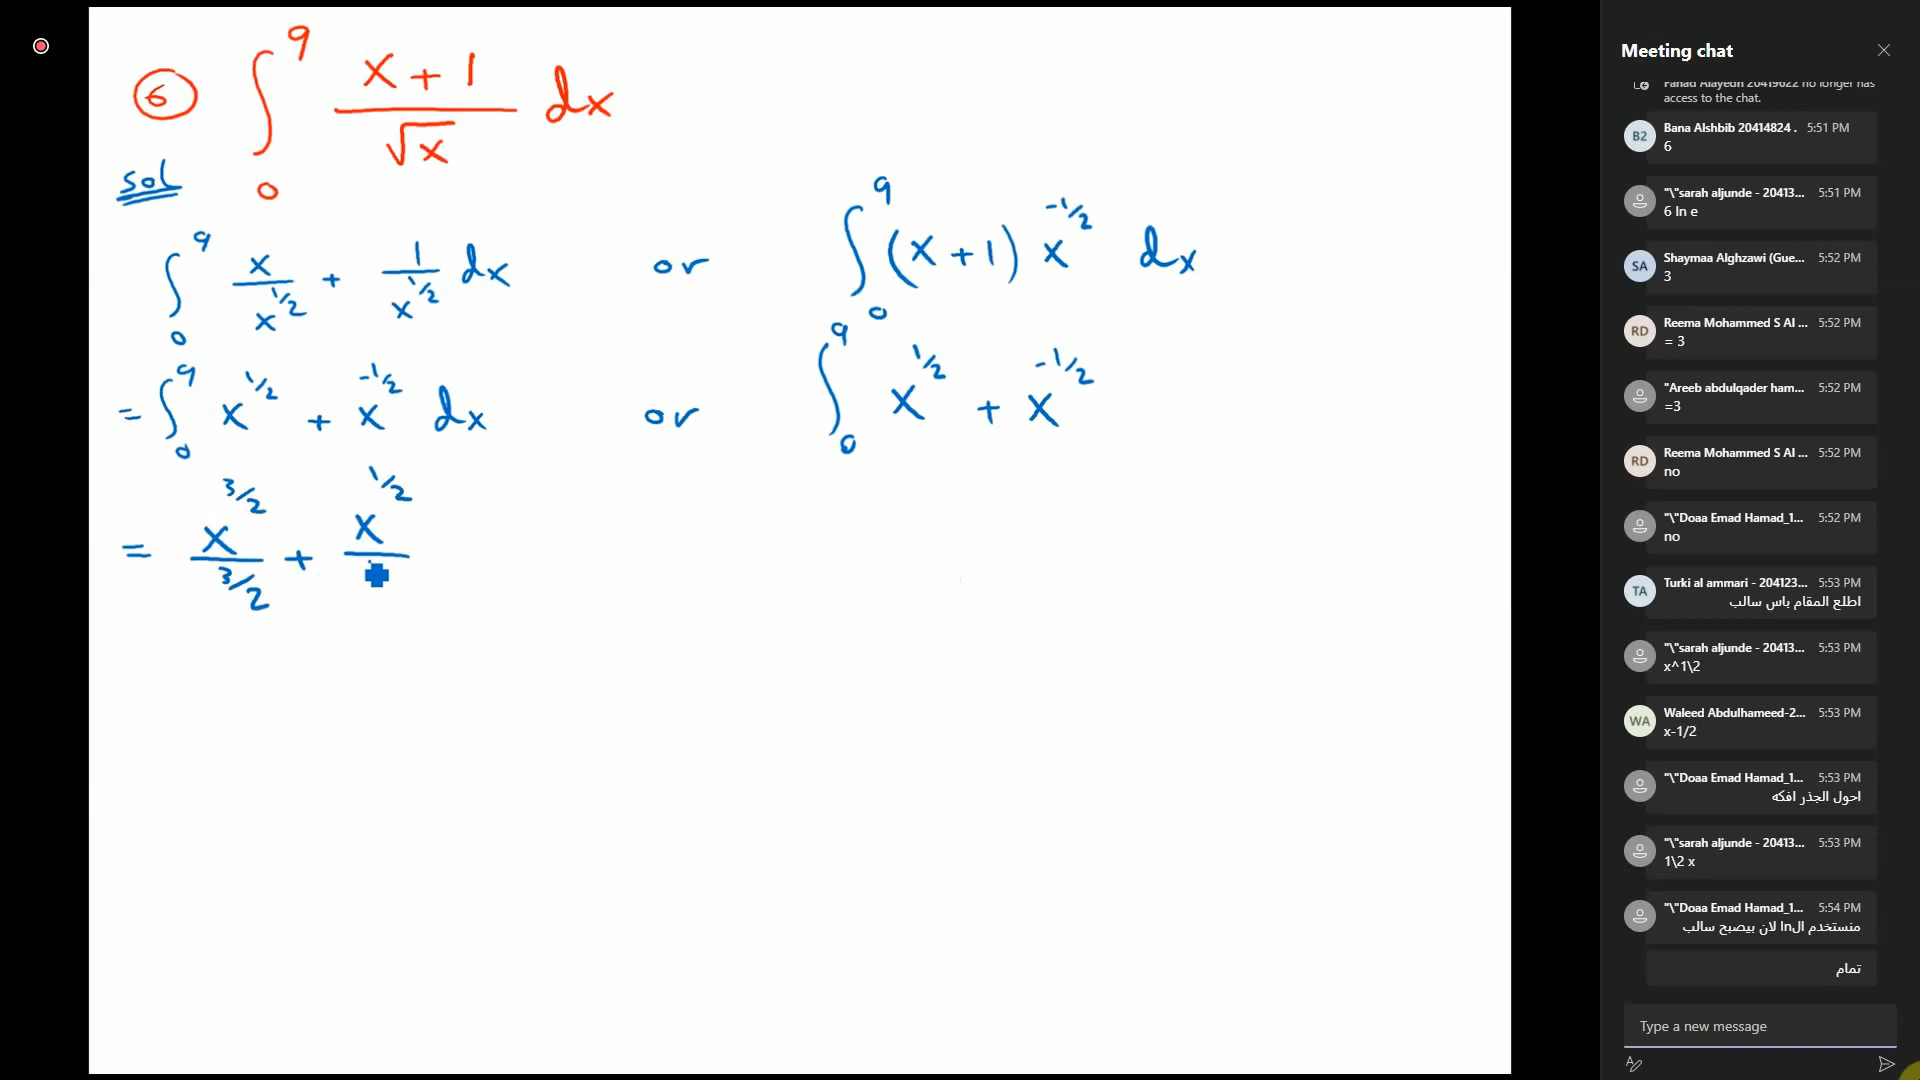 6 ∫₀⁹ (x + 1)/√x dx
sol
∫₀⁹ x/x^(1/2) + 1/x^(1/2) dx or ∫₀⁹ (x + 1) x^(-1/2) dx
= ∫₀⁹ x^(1/2) + x^(-1/2) dx or ∫₀⁹ x^(1/2) + x^(-1/2)
= x^(3/2)/(3/2) + x^(1/2)/
Meeting chat
Fahad Alayedh 20419622 no longer has
access to the chat.
B2 Bana Alshbib 20414824 . 5:51 PM
6
"\"sarah aljunde - 20413... 5:51 PM
6 ln e
SA Shaymaa Alghzawi (Gue... 5:52 PM
3
RD Reema Mohammed S Al ... 5:52 PM
= 3
"Areeb abdulqader ham... 5:52 PM
=3
RD Reema Mohammed S Al ... 5:52 PM
no
"\"Doaa Emad Hamad_1... 5:52 PM
no
TA Turki al ammari - 204123... 5:53 PM
اطلع المقام باس سالب
"\"sarah aljunde - 20413... 5:53 PM
x^1\2
WA Waleed Abdulhameed-2... 5:53 PM
x-1/2
"\"Doaa Emad Hamad_1... 5:53 PM
احول الجذر افكه
"\"sarah aljunde - 20413... 5:53 PM
1\2 x
"\"Doaa Emad Hamad_1... 5:54 PM
منستخدم الln لان بيصبح سالب
تمام
Type a new message